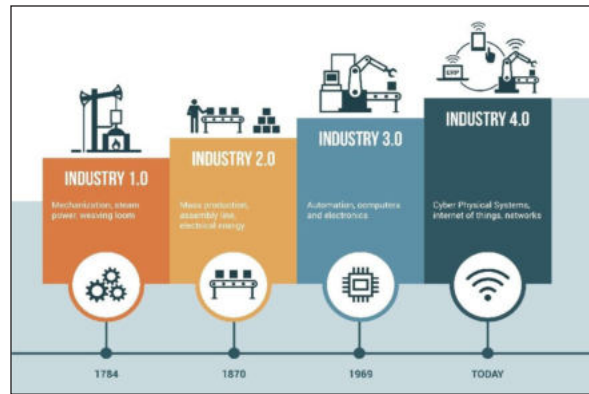 ERP
INDUSTRY 1.0
Mechanization, steam
power, weaving loom
INDUSTRY 2.0
Mass production,
assembly line,
electrical energy
INDUSTRY 3.0
Automation, computers
and electronics
INDUSTRY 4.0
Cyber Physical Systems,
internet of things, networks
1784
1870
1969
TODAY